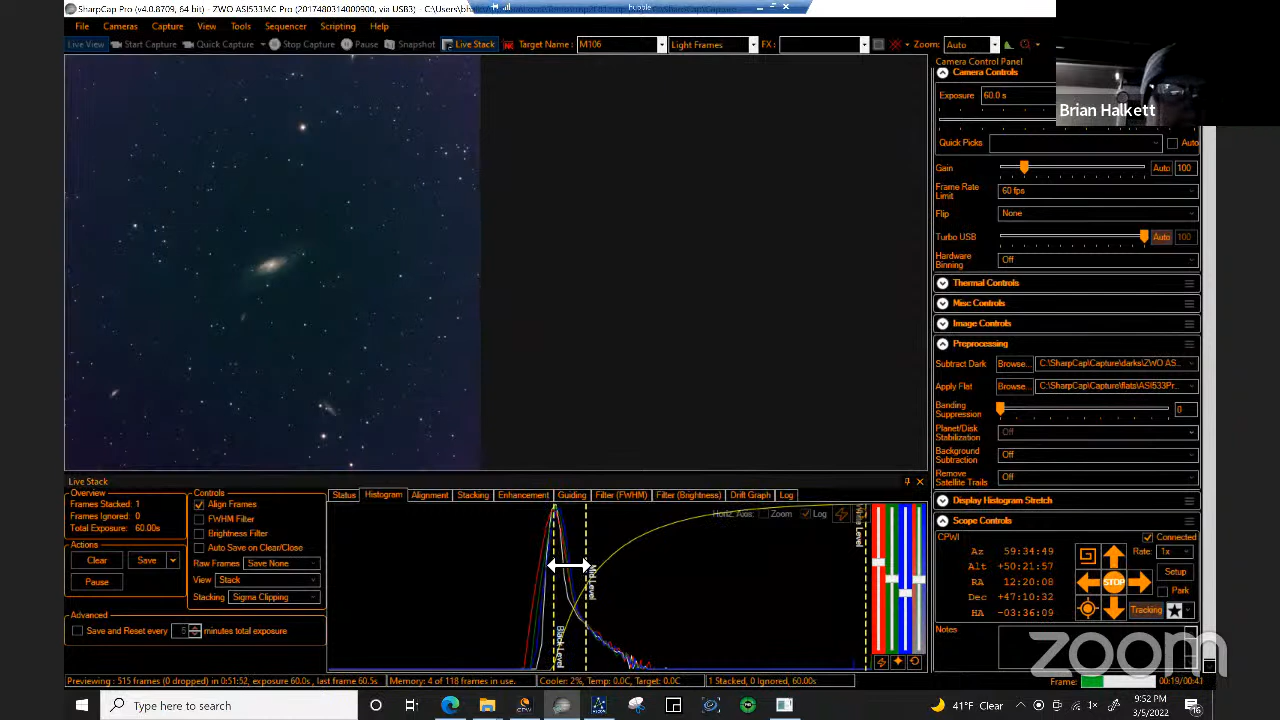 SharpCap Pro (v4.0.8709, 64 bit) - ZWO ASI533MC Pro (2017480314000900, via USB3)
Hubble
File Cameras Capture View Tools Sequencer Scripting Help
Live View Start Capture Quick Capture Stop Capture Pause Snapshot Live Stack Target Name: M106 Light Frames FX: Zoom: Auto
Camera Control Panel
Camera Controls
Exposure 60.0 s
Brian Halkett
Quick Picks Auto
Gain Auto 100
Frame Rate Limit 60 fps
Flip None
Turbo USB Auto 100
Hardware Binning Off
Thermal Controls
Misc Controls
Image Controls
Preprocessing
Subtract Dark Browse... C:\SharpCap\Capture\darks\ZWO AS...
Apply Flat Browse... C:\SharpCap\Capture\flats\ASI533Pr...
Banding Suppression 0
Planet/Disk Stabilization Off
Background Subtraction Off
Remove Satellite Trails Off
Display Histogram Stretch
Scope Controls
CPWI Connected
Az 59:34:49 Rate: 1x
Alt +50:21:57
RA 12:20:08 STOP Setup
Dec +47:10:32 Park
HA -03:36:09 Tracking
Notes
Live Stack
Overview
Frames Stacked: 1
Frames Ignored: 0
Total Exposure: 60.00s
Actions
Clear Save
Pause
Controls
Align Frames
FWHM Filter
Brightness Filter
Auto Save on Clear/Close
Raw Frames Save None
View Stack
Stacking Sigma Clipping
Advanced
Save and Reset every 5 minutes total exposure
Status Histogram Alignment Stacking Enhancement Guiding Filter (FWHM) Filter (Brightness) Drift Graph Log
Horiz. Axis: Zoom Log
White Level
Mid Level
Black Level
zoom
Previewing : 515 frames (0 dropped) in 0:51:52, exposure 60.0s , last frame 60.5s Memory: 4 of 118 frames in use. Cooler: 2%, Temp: 0.0C, Target: 0.0C 1 Stacked, 0 Ignored, 60.00s Frame: 00:19/00:41
Type here to search
41°F Clear
9:52 PM
3/5/2022
16